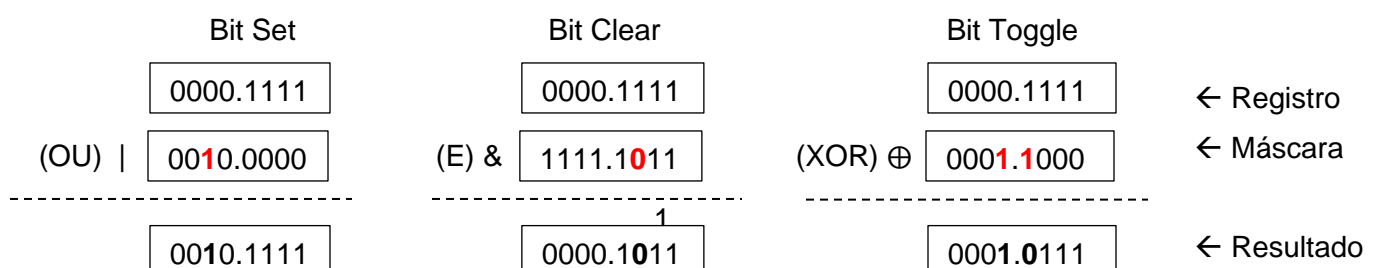 Bit Set Bit Clear Bit Toggle
0000.1111 0000.1111 0000.1111 ← Registro
(OU) | 0010.0000 (E) & 1111.1011 (XOR) ⊕ 0001.1000 ← Máscara
1
0010.1111 0000.1011 0001.0111 ← Resultado